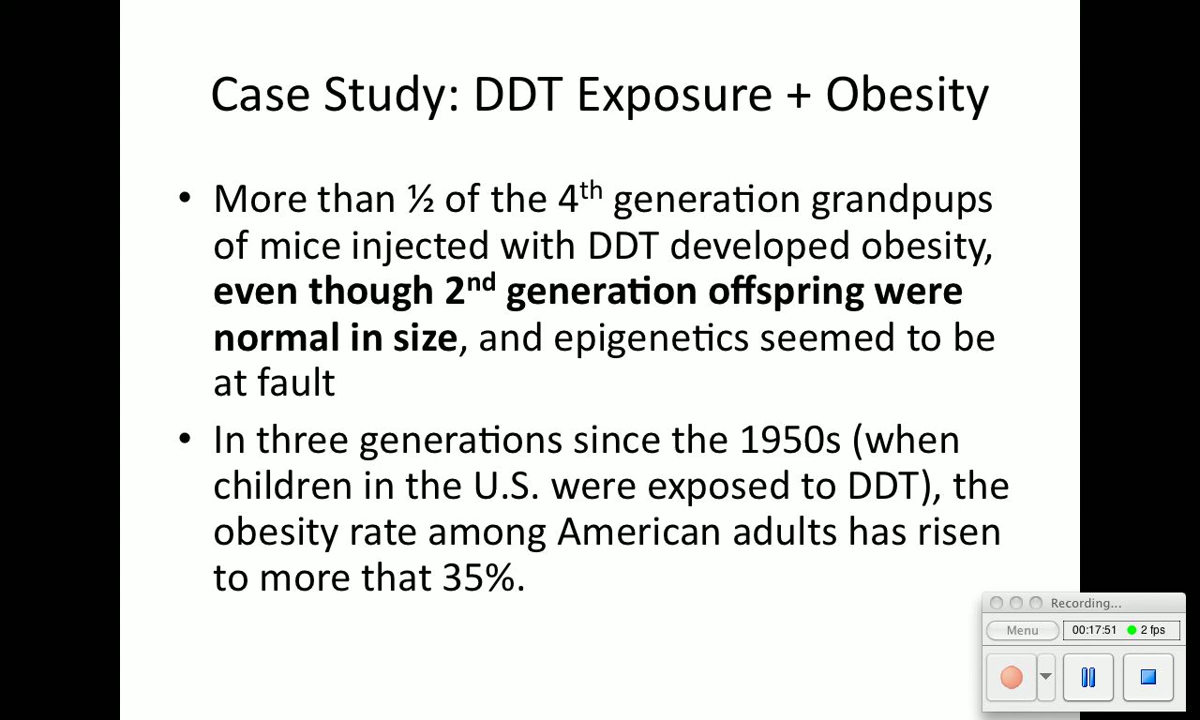 Case Study: DDT Exposure + Obesity
• More than ½ of the 4th generation grandpups
of mice injected with DDT developed obesity,
even though 2nd generation offspring were
normal in size, and epigenetics seemed to be
at fault
• In three generations since the 1950s (when
children in the U.S. were exposed to DDT), the
obesity rate among American adults has risen
to more that 35%.
Recording...
Menu
00:17:51
2 fps